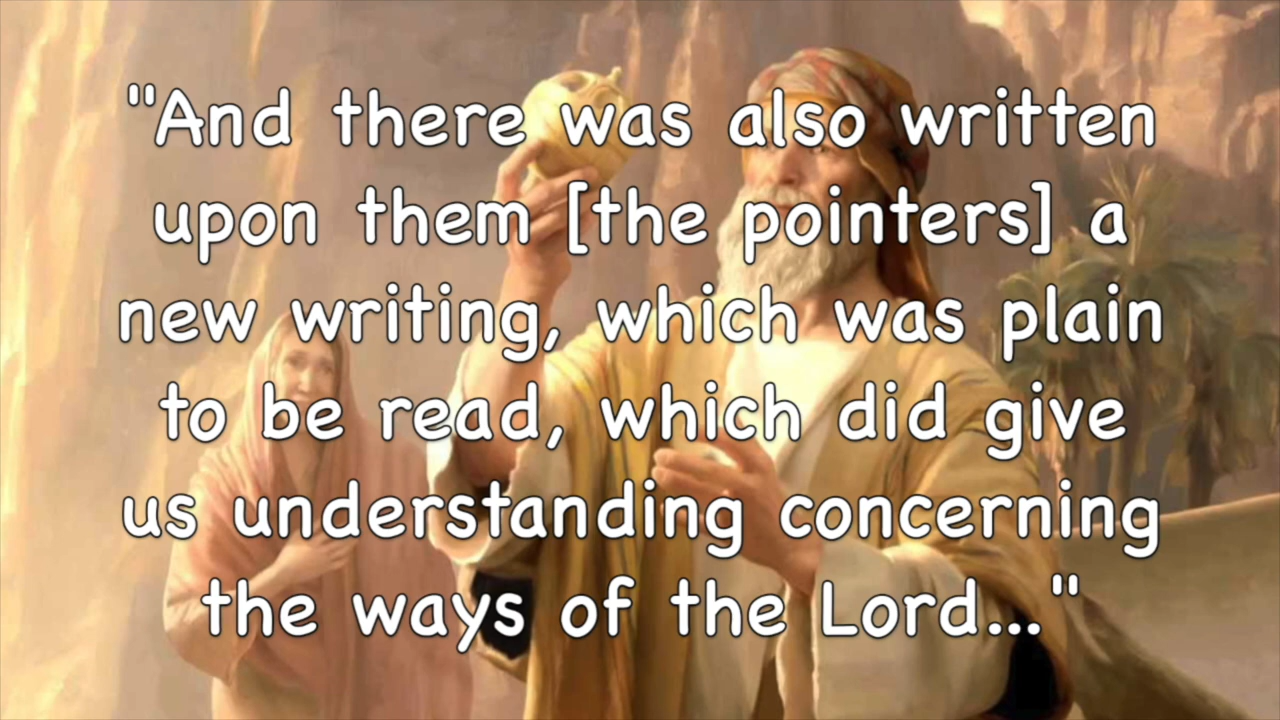 "And there was also written
upon them [the pointers] a
new writing, which was plain
to be read, which did give
us understanding concerning
the ways of the Lord..."